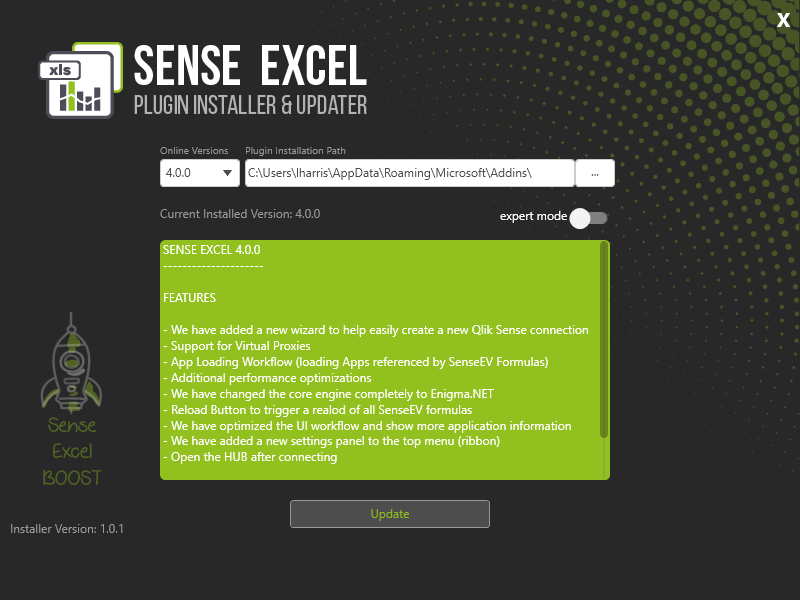 X
xls
SENSE EXCEL
PLUGIN INSTALLER & UPDATER
Online Versions
Plugin Installation Path
4.0.0
C:\Users\lharris\AppData\Roaming\Microsoft\Addins\
...
Current Installed Version: 4.0.0
expert mode
SENSE EXCEL 4.0.0
---------------------
FEATURES
- We have added a new wizard to help easily create a new Qlik Sense connection
- Support for Virtual Proxies
- App Loading Workflow (loading Apps referenced by SenseEV Formulas)
- Additional performance optimizations
- We have changed the core engine completely to Enigma.NET
- Reload Button to trigger a realod of all SenseEV formulas
- We have optimized the UI workflow and show more application information
- We have added a new settings panel to the top menu (ribbon)
- Open the HUB after connecting
Sense
Excel
BOOST
Update
Installer Version: 1.0.1